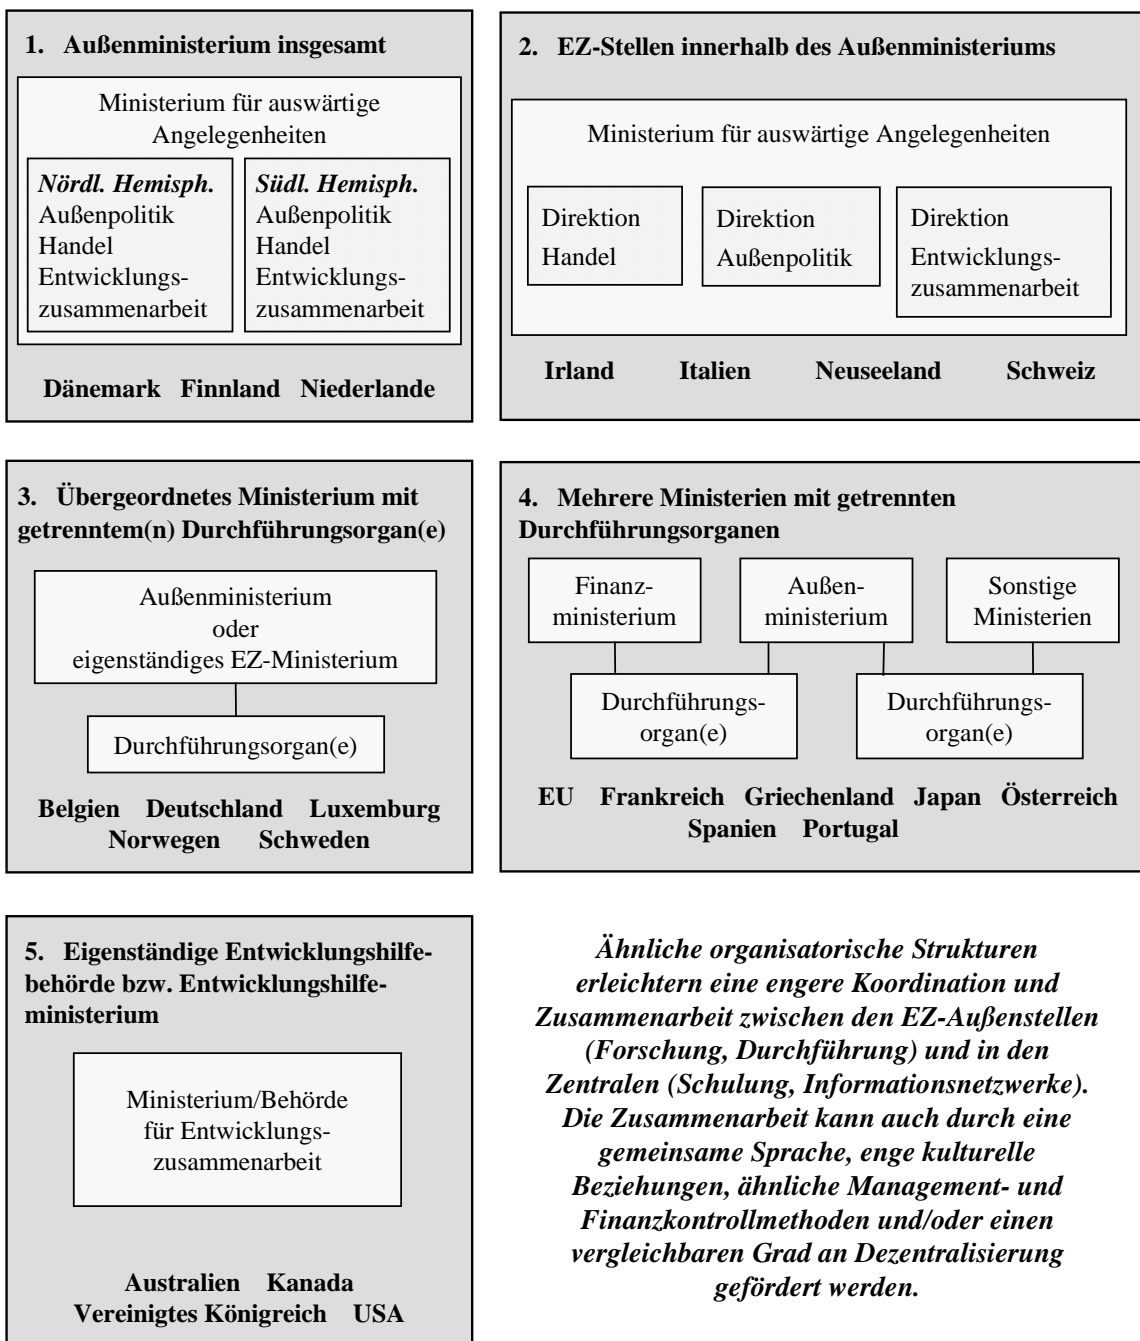 1. Außenministerium insgesamt
Ministerium für auswärtige
Angelegenheiten
Nördl. Hemisph.
Außenpolitik
Handel
Entwicklungs-
zusammenarbeit
Südl. Hemisph.
Außenpolitik
Handel
Entwicklungs-
zusammenarbeit
Dänemark Finnland Niederlande
2. EZ-Stellen innerhalb des Außenministeriums
Ministerium für auswärtige Angelegenheiten
Direktion
Handel
Direktion
Außenpolitik
Direktion
Entwicklungs-
zusammenarbeit
Irland Italien Neuseeland Schweiz
3. Übergeordnetes Ministerium mit
getrenntem(n) Durchführungsorgan(e)
Außenministerium
oder
eigenständiges EZ-Ministerium
Durchführungsorgan(e)
Belgien Deutschland Luxemburg
Norwegen Schweden
4. Mehrere Ministerien mit getrennten
Durchführungsorganen
Finanz-
ministerium
Außen-
ministerium
Sonstige
Ministerien
Durchführungs-
organ(e)
Durchführungs-
organ(e)
EU Frankreich Griechenland Japan Österreich
Spanien Portugal
5. Eigenständige Entwicklungshilfe-
behörde bzw. Entwicklungshilfe-
ministerium
Ministerium/Behörde
für Entwicklungs-
zusammenarbeit
Australien Kanada
Vereinigtes Königreich USA
Ähnliche organisatorische Strukturen
erleichtern eine engere Koordination und
Zusammenarbeit zwischen den EZ-Außenstellen
(Forschung, Durchführung) und in den
Zentralen (Schulung, Informationsnetzwerke).
Die Zusammenarbeit kann auch durch eine
gemeinsame Sprache, enge kulturelle
Beziehungen, ähnliche Management- und
Finanzkontrollmethoden und/oder einen
vergleichbaren Grad an Dezentralisierung
gefördert werden.